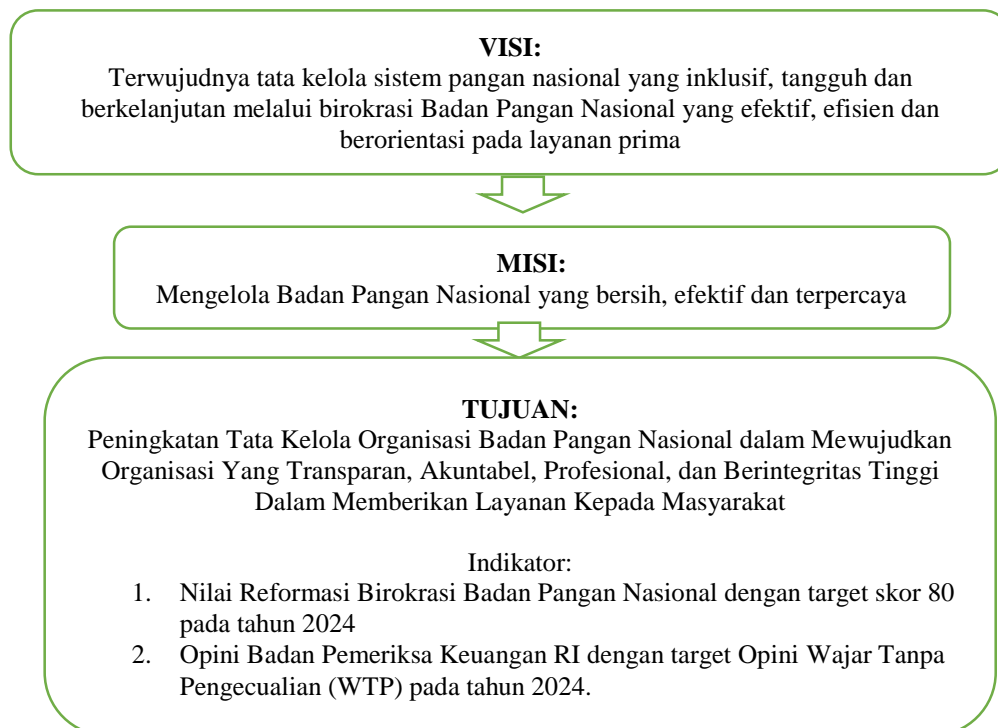 VISI:
Terwujudnya tata kelola sistem pangan nasional yang inklusif, tangguh dan
berkelanjutan melalui birokrasi Badan Pangan Nasional yang efektif, efisien dan
berorientasi pada layanan prima
MISI:
Mengelola Badan Pangan Nasional yang bersih, efektif dan terpercaya
TUJUAN:
Peningkatan Tata Kelola Organisasi Badan Pangan Nasional dalam Mewujudkan
Organisasi Yang Transparan, Akuntabel, Profesional, dan Berintegritas Tinggi
Dalam Memberikan Layanan Kepada Masyarakat
Indikator:
1. Nilai Reformasi Birokrasi Badan Pangan Nasional dengan target skor 80
pada tahun 2024
2. Opini Badan Pemeriksa Keuangan RI dengan target Opini Wajar Tanpa
Pengecualian (WTP) pada tahun 2024.